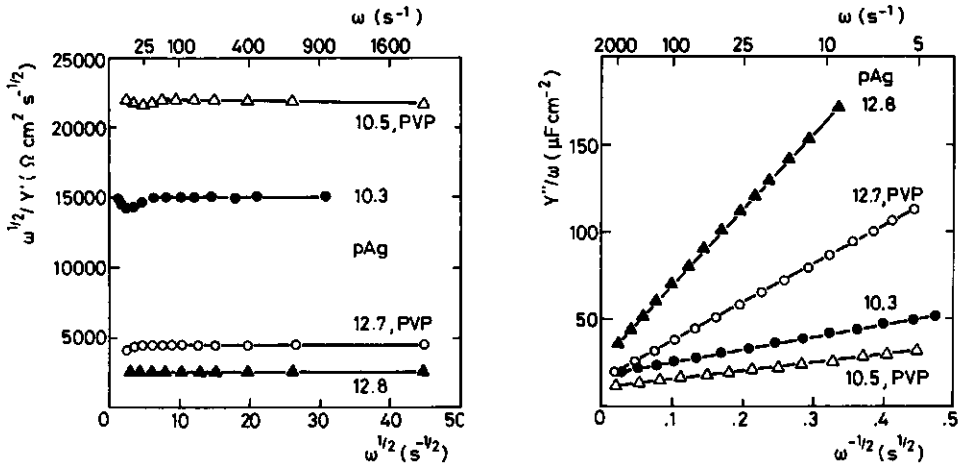 ω (s⁻¹)
25 100 400 900 1600
25000
20000
15000
10000
5000
ω^1/2 / Y' (Ω cm² s^-1/2)
10.5, PVP
10.3
pAg
12.7, PVP
12.8
0 10 20 30 40 50
ω^1/2 (s^-1/2)
ω (s⁻¹)
2000 100 25 10 5
pAg
12.8
150
100
50
Y''/ω (μF cm⁻²)
12.7, PVP
10.3
10.5, PVP
0 .1 .2 .3 .4 .5
ω^-1/2 (s^1/2)